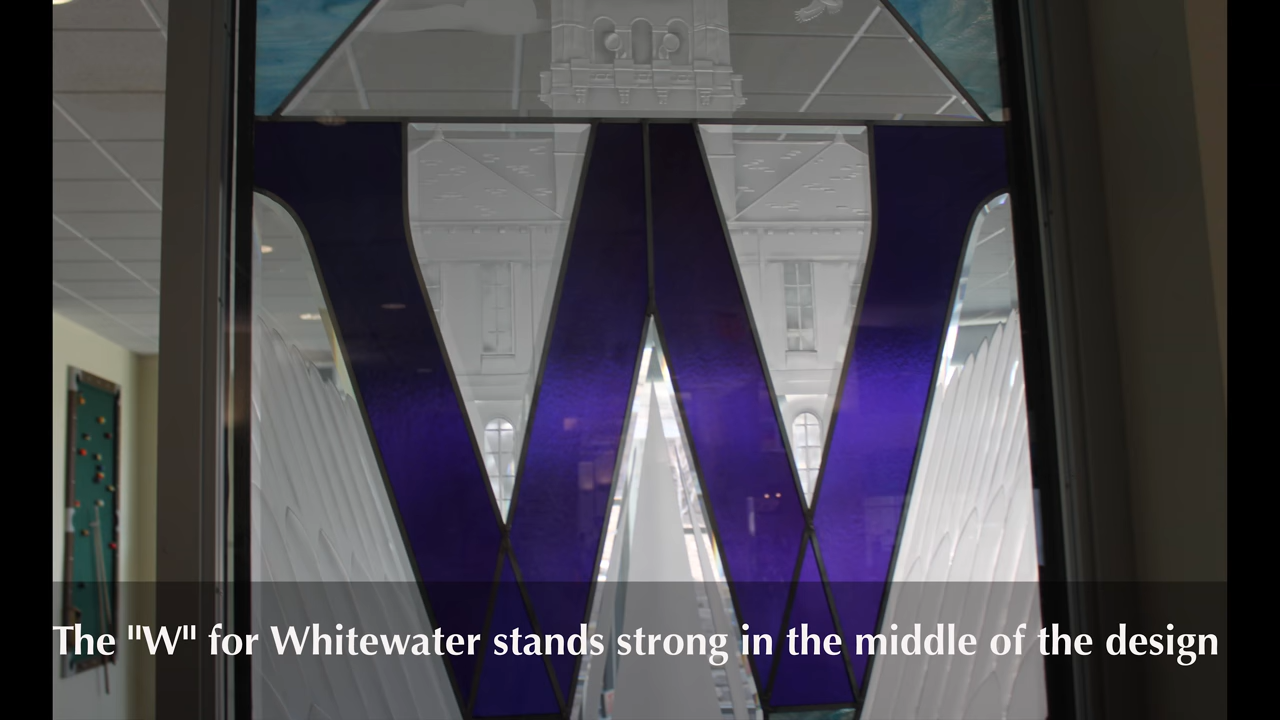 The "W" for Whitewater stands strong in the middle of the design